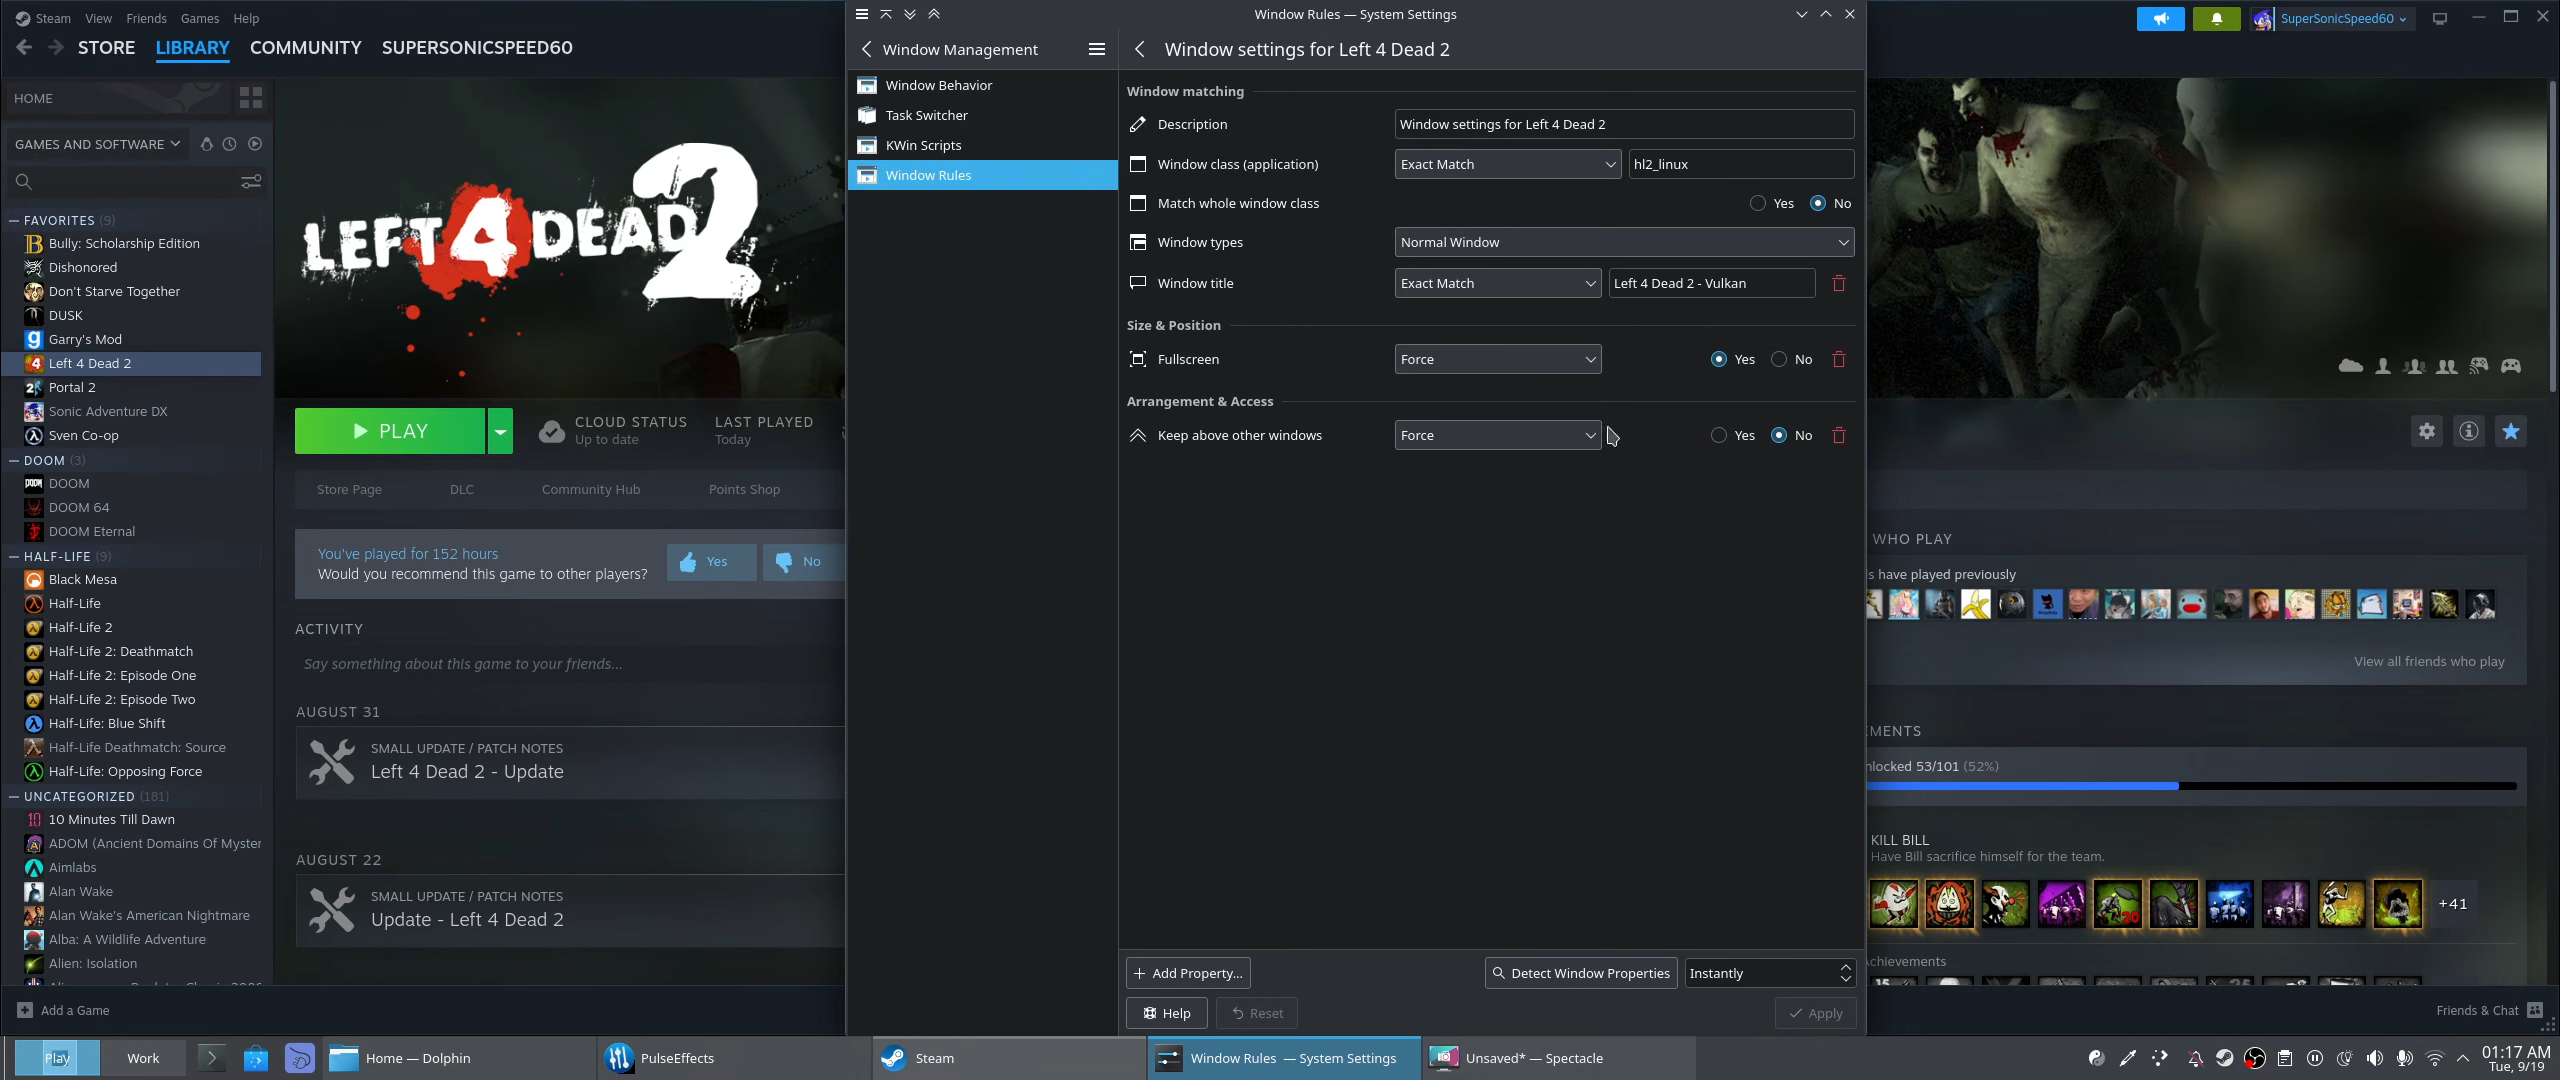 Steam View Friends Games Help
STORE LIBRARY COMMUNITY SUPERSONICSPEED60
HOME
GAMES AND SOFTWARE
FAVORITES (9)
Bully: Scholarship Edition
Dishonored
Don't Starve Together
DUSK
Garry's Mod
Left 4 Dead 2
Portal 2
Sonic Adventure DX
Sven Co-op
DOOM (3)
DOOM
DOOM 64
DOOM Eternal
HALF-LIFE (9)
Black Mesa
Half-Life
Half-Life 2
Half-Life 2: Deathmatch
Half-Life 2: Episode One
Half-Life 2: Episode Two
Half-Life: Blue Shift
Half-Life Deathmatch: Source
Half-Life: Opposing Force
UNCATEGORIZED (181)
10 Minutes Till Dawn
ADOM (Ancient Domains Of Myster
Aimlabs
Alan Wake
Alan Wake's American Nightmare
Alba: A Wildlife Adventure
Alien: Isolation
Add a Game
LEFT 4 DEAD 2
PLAY
CLOUD STATUS
Up to date
LAST PLAYED
Today
Store Page DLC Community Hub Points Shop
You've played for 152 hours
Would you recommend this game to other players?
Yes No
ACTIVITY
Say something about this game to your friends...
AUGUST 31
SMALL UPDATE / PATCH NOTES
Left 4 Dead 2 - Update
AUGUST 22
SMALL UPDATE / PATCH NOTES
Update - Left 4 Dead 2
Window Rules — System Settings
Window Management
Window Behavior
Task Switcher
KWin Scripts
Window Rules
Window settings for Left 4 Dead 2
Window matching
Description Window settings for Left 4 Dead 2
Window class (application) Exact Match hl2_linux
Match whole window class Yes No
Window types Normal Window
Window title Exact Match Left 4 Dead 2 - Vulkan
Size & Position
Fullscreen Force Yes No
Arrangement & Access
Keep above other windows Force Yes No
Add Property... Detect Window Properties Instantly
Help Reset Apply
SuperSonicSpeed60
WHO PLAY
s have played previously
View all friends who play
EMENTS
nlocked 53/101 (52%)
KILL BILL
Have Bill sacrifice himself for the team.
+41
chievements
Friends & Chat
Play Work Home — Dolphin PulseEffects Steam Window Rules — System Settings Unsaved* — Spectacle
01:17 AM
Tue, 9/19